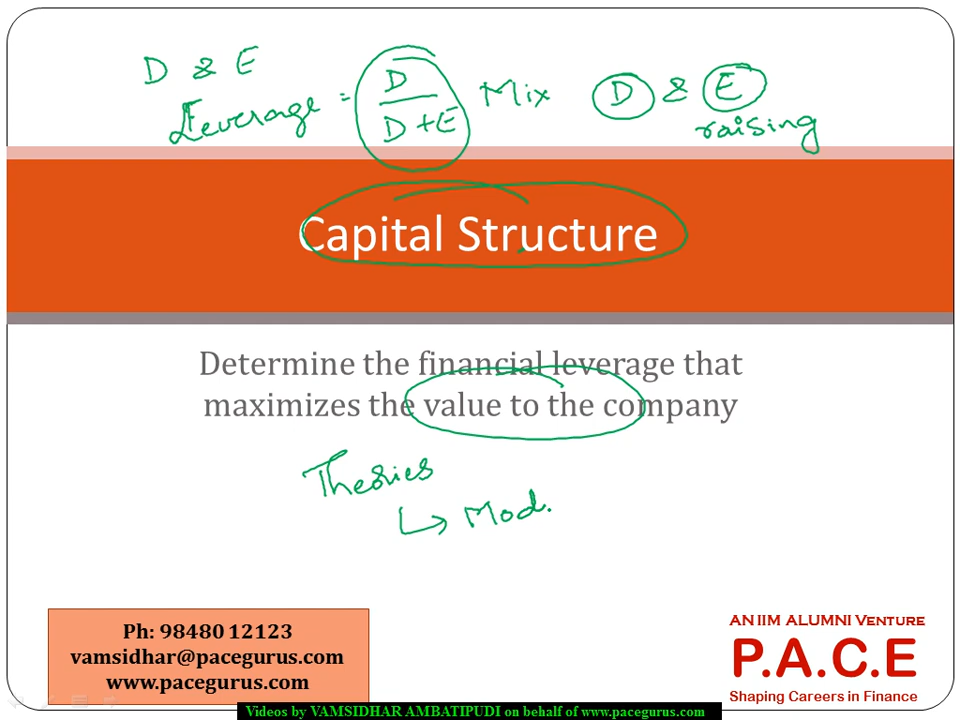 D & E
Leverage = D / D + E Mix D & E raising
Capital Structure
Determine the financial leverage that
maximizes the value to the company
Theories
↳ Mod.
Ph: 98480 12123
vamsidhar@pacegurus.com
www.pacegurus.com
AN IIM ALUMNI VENTURE
P.A.C.E
Shaping Careers in Finance
Videos by VAMSIDHAR AMBATIPUDI on behalf of www.pacegurus.com